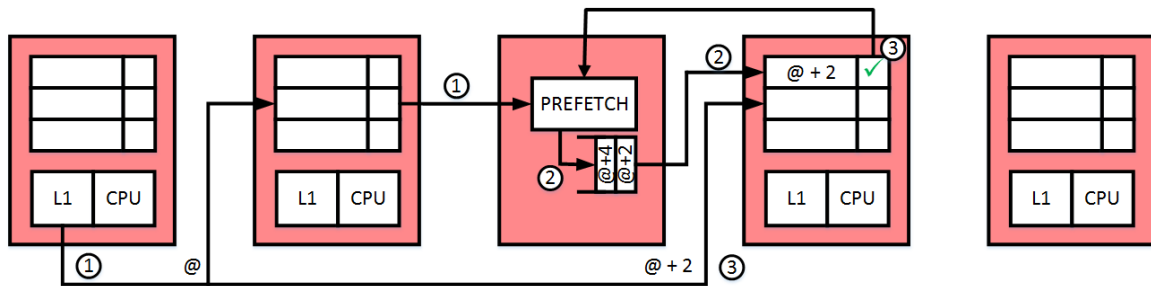 ③
②
@ + 2 ✓
①
PREFETCH
②
@+4
@+2
L1 CPU
L1 CPU
L1 CPU
L1 CPU
① @ @ + 2 ③